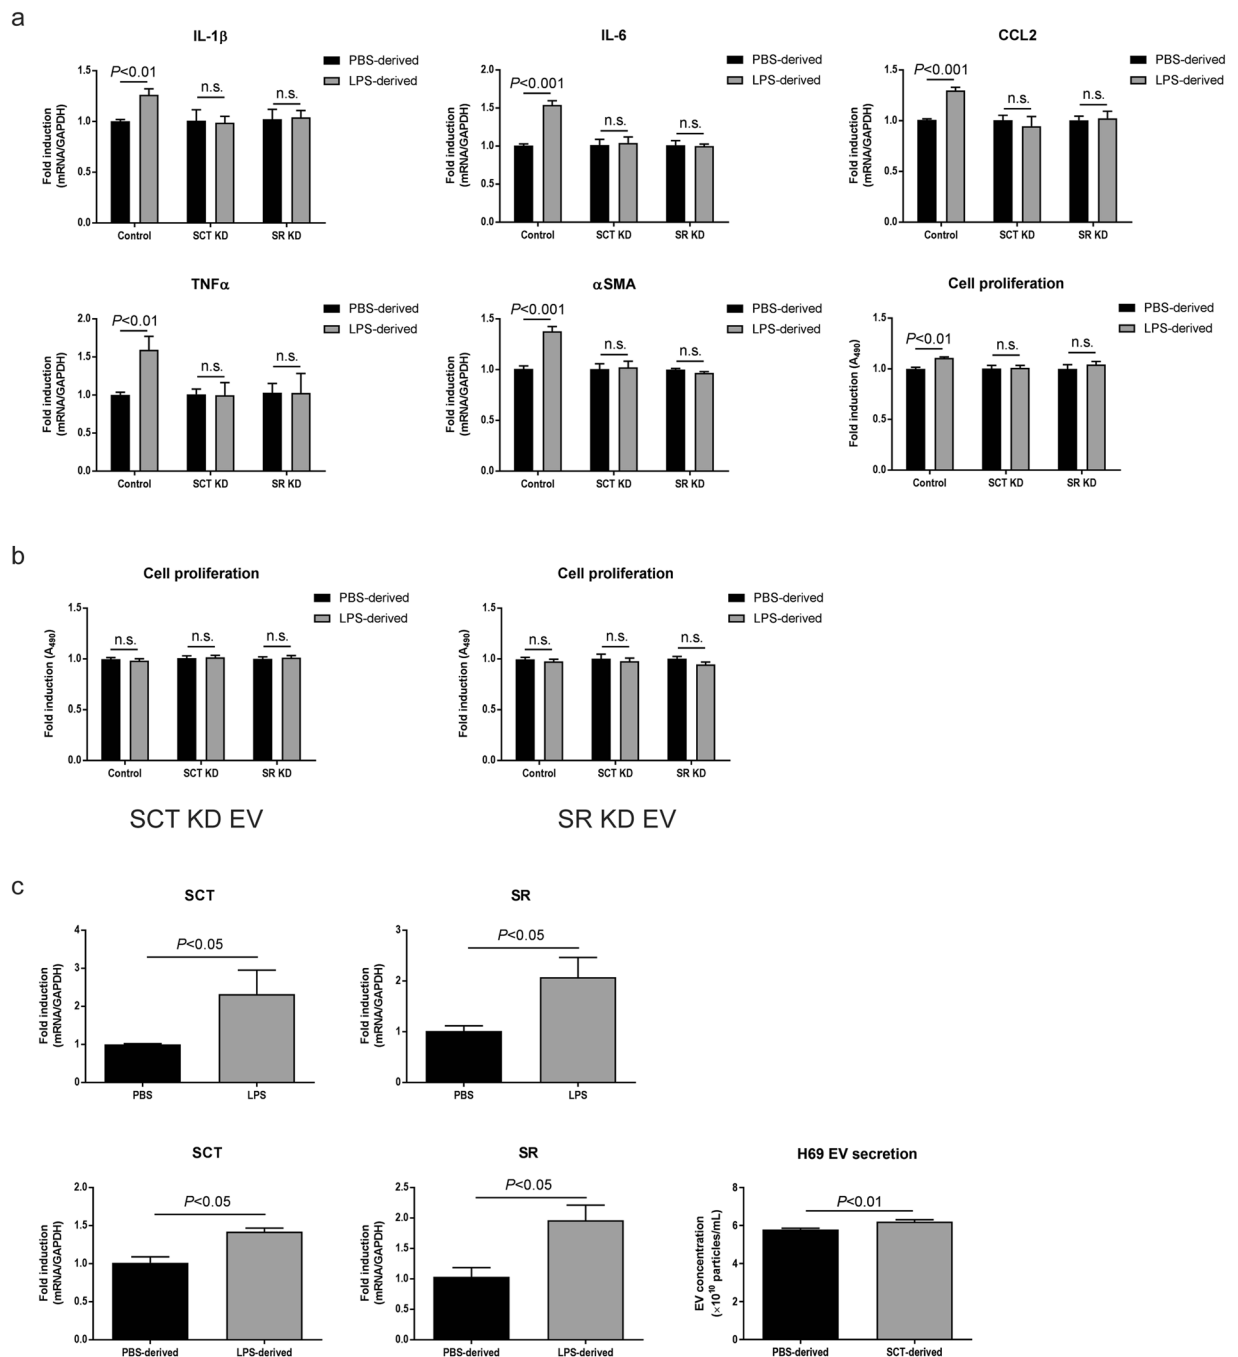 a
IL-1β
PBS-derived
LPS-derived
Fold induction
(mRNA/GAPDH)
1.5
1.0
0.5
0.0
P<0.01
n.s.
n.s.
Control
SCT KD
SR KD
IL-6
PBS-derived
LPS-derived
Fold induction
(mRNA/GAPDH)
2.0
1.5
1.0
0.5
0.0
P<0.001
n.s.
n.s.
Control
SCT KD
SR KD
CCL2
PBS-derived
LPS-derived
Fold induction
(mRNA/GAPDH)
1.5
1.0
0.5
0.0
P<0.001
n.s.
n.s.
Control
SCT KD
SR KD
TNFα
PBS-derived
LPS-derived
Fold induction
(mRNA/GAPDH)
2.0
1.5
1.0
0.5
0.0
P<0.01
n.s.
n.s.
Control
SCT KD
SR KD
αSMA
PBS-derived
LPS-derived
Fold induction
(mRNA/GAPDH)
1.5
1.0
0.5
0.0
P<0.001
n.s.
n.s.
Control
SCT KD
SR KD
Cell proliferation
PBS-derived
LPS-derived
Fold induction (A490)
1.5
1.0
0.5
0.0
P<0.01
n.s.
n.s.
Control
SCT KD
SR KD
b
Cell proliferation
PBS-derived
LPS-derived
Fold induction (A490)
1.5
1.0
0.5
0.0
n.s.
n.s.
n.s.
Control
SCT KD
SR KD
SCT KD EV
Cell proliferation
PBS-derived
LPS-derived
Fold induction (A490)
1.5
1.0
0.5
0.0
n.s.
n.s.
n.s.
Control
SCT KD
SR KD
SR KD EV
c
SCT
Fold induction
(mRNA/GAPDH)
4
3
2
1
0
P<0.05
PBS
LPS
SR
Fold induction
(mRNA/GAPDH)
3
2
1
0
P<0.05
PBS
LPS
SCT
Fold induction
(mRNA/GAPDH)
2.0
1.5
1.0
0.5
0.0
P<0.05
PBS-derived
LPS-derived
SR
Fold induction
(mRNA/GAPDH)
2.5
2.0
1.5
1.0
0.5
0.0
P<0.05
PBS-derived
LPS-derived
H69 EV secretion
EV concentration
(×10¹⁰ particles/mL)
8
6
4
2
0
P<0.01
PBS-derived
SCT-derived